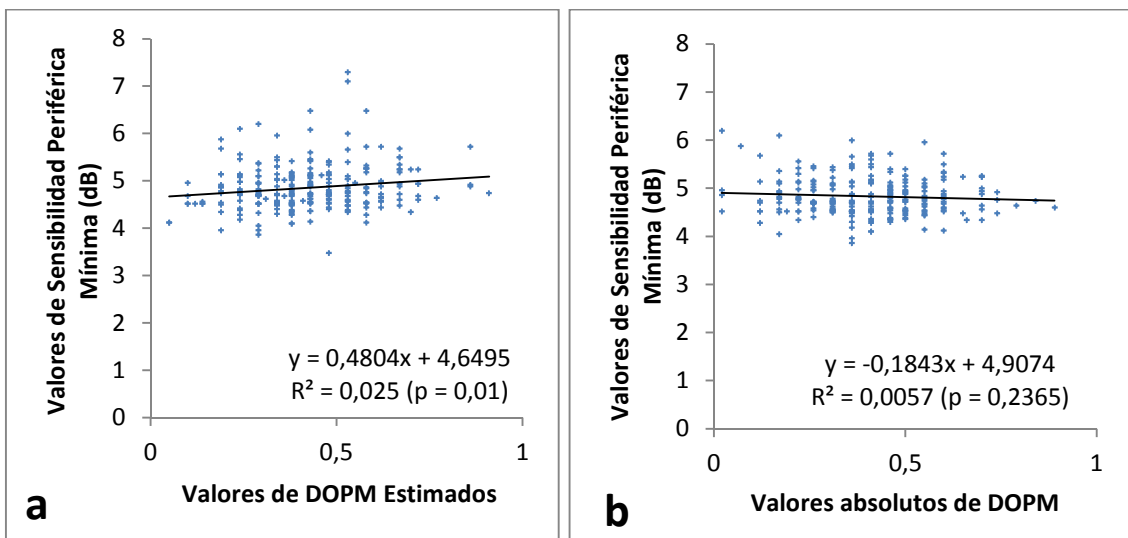 Valores de Sensibilidad Periférica
Mínima (dB)
8
7
6
5
4
3
2
1
0
y = 0,4804x + 4,6495
R² = 0,025 (p = 0,01)
0
0,5
1
Valores de DOPM Estimados
a
Valores de Sensibilidad Periférica
Mínima (dB)
8
7
6
5
4
3
2
1
0
y = -0,1843x + 4,9074
R² = 0,0057 (p = 0,2365)
0
0,5
1
Valores absolutos de DOPM
b